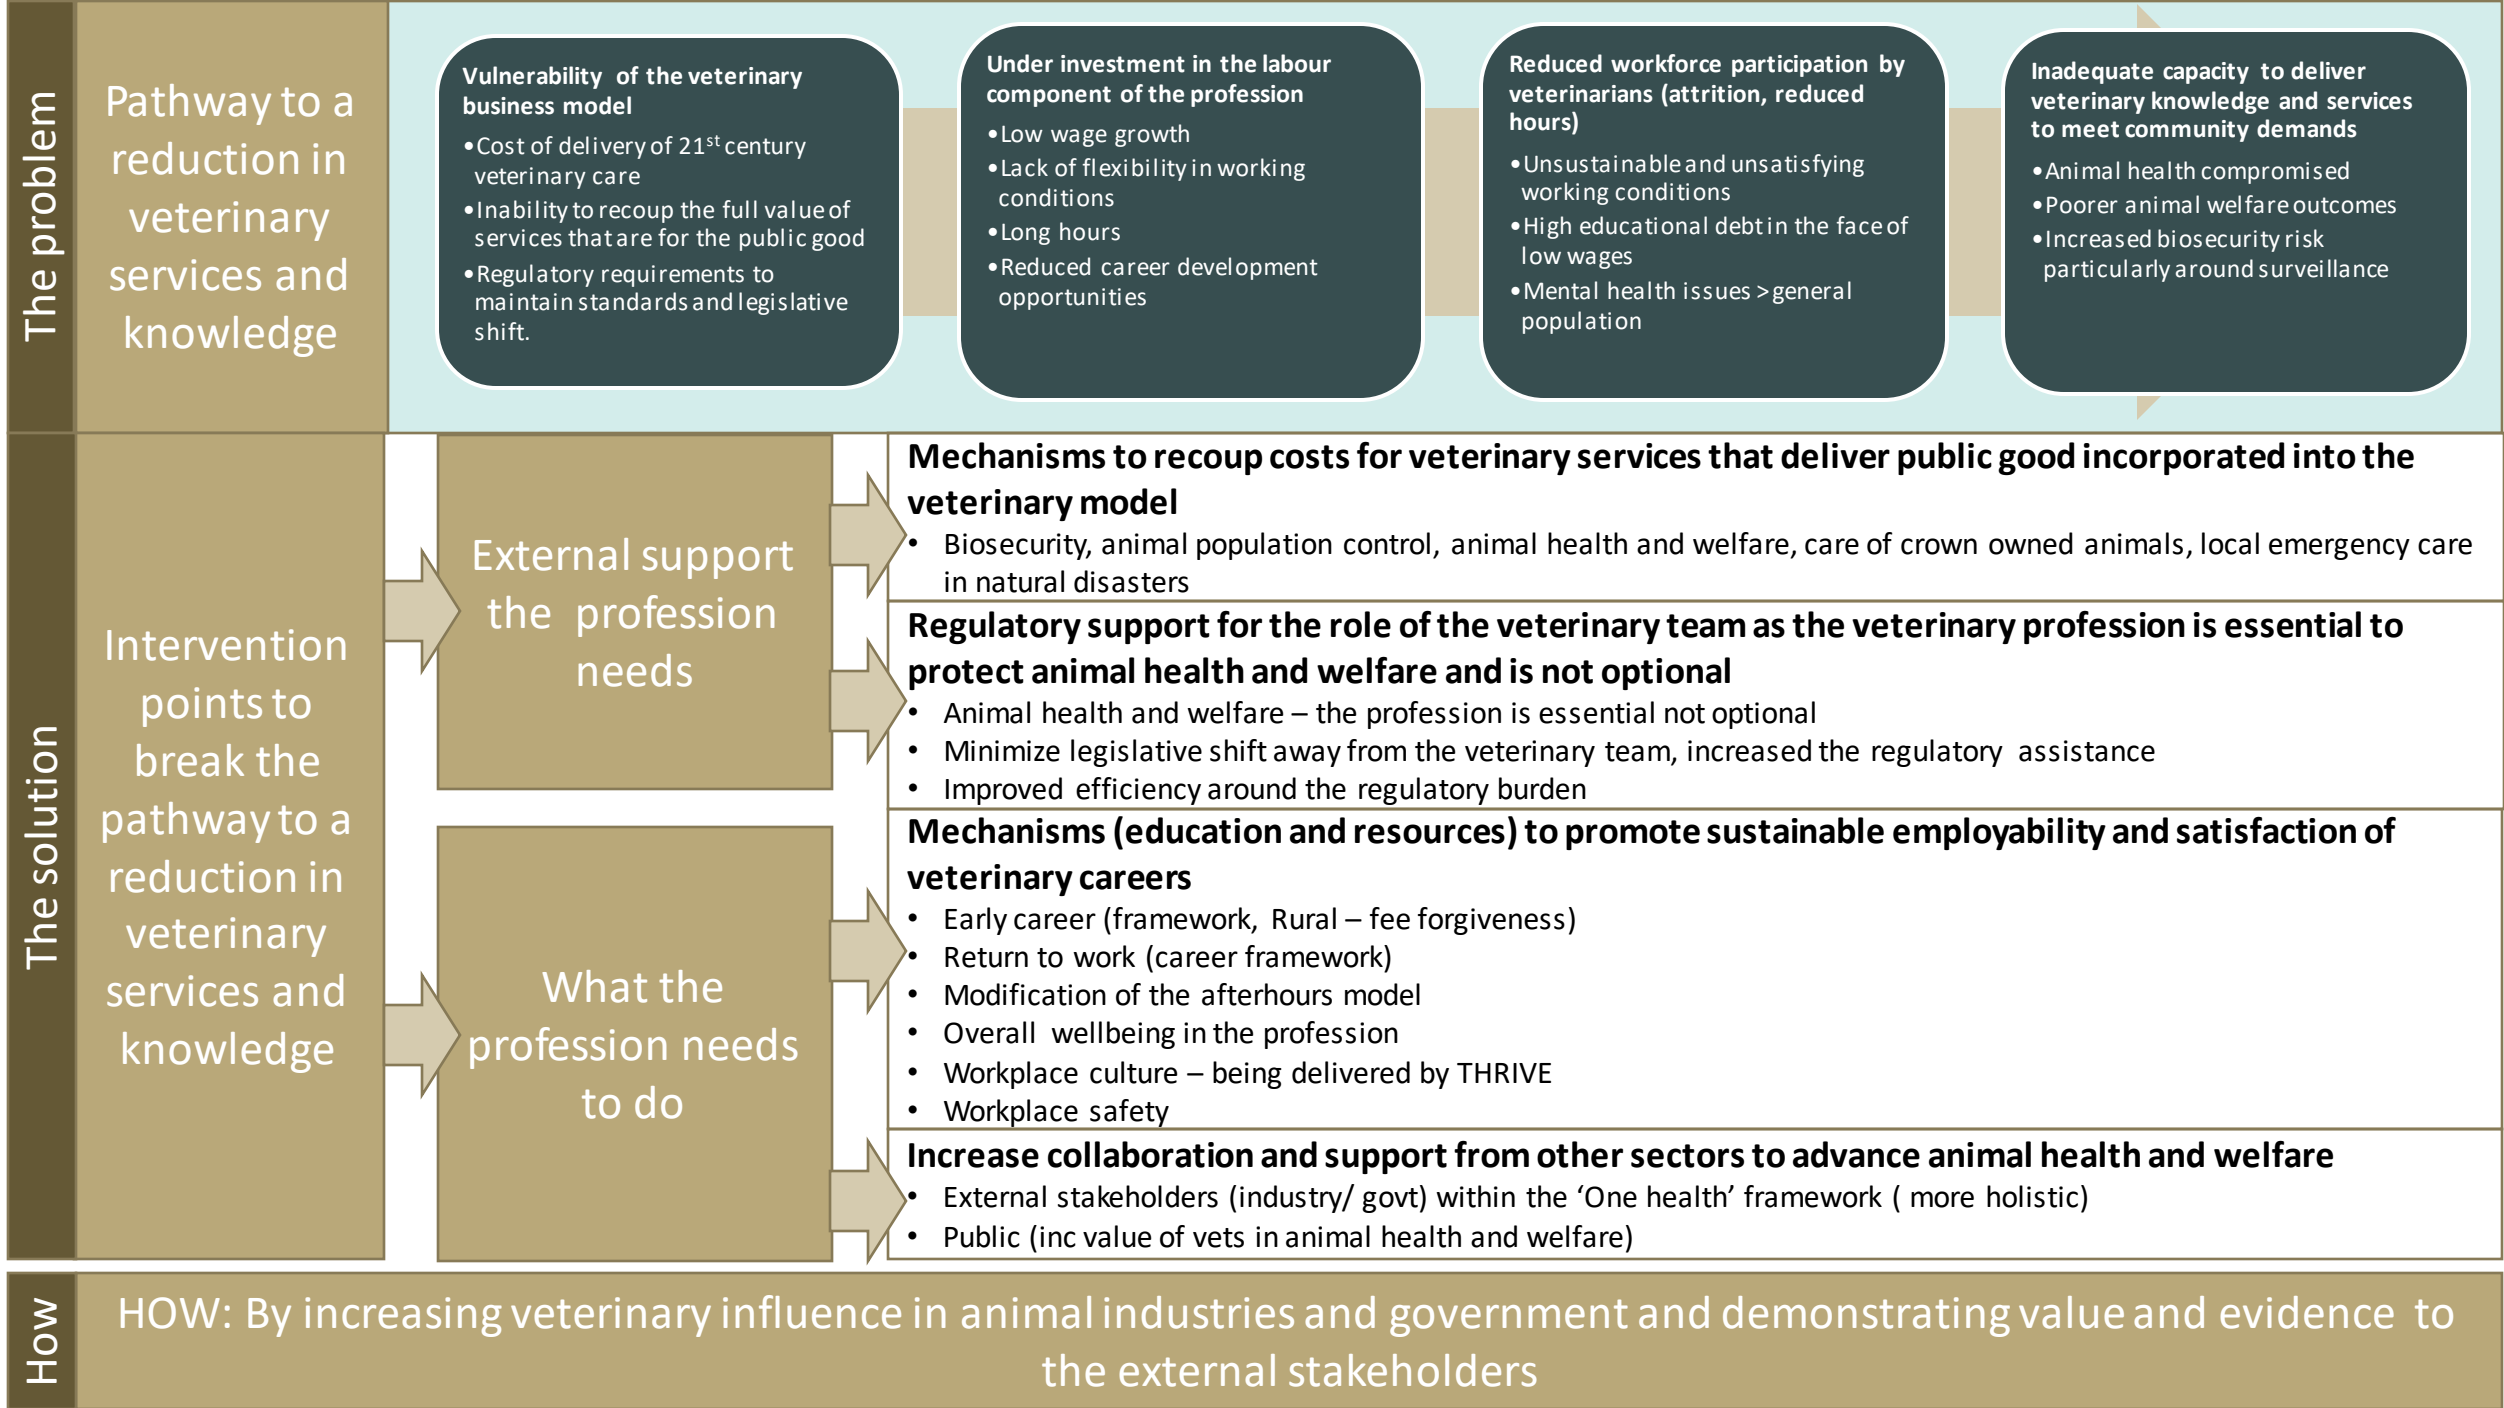 The problem
Pathway to a
reduction in
veterinary
services and
knowledge
Vulnerability of the veterinary
business model
•Cost of delivery of 21st century
veterinary care
•Inability to recoup the full value of
services that are for the public good
•Regulatory requirements to
maintain standards and legislative
shift.
Under investment in the labour
component of the profession
•Low wage growth
•Lack of flexibility in working
conditions
•Long hours
•Reduced career development
opportunities
Reduced workforce participation by
veterinarians (attrition, reduced
hours)
•Unsustainable and unsatisfying
working conditions
•High educational debt in the face of
low wages
•Mental health issues >general
population
Inadequate capacity to deliver
veterinary knowledge and services
to meet community demands
•Animal health compromised
•Poorer animal welfare outcomes
•Increased biosecurity risk
particularly around surveillance
The solution
Intervention
points to
break the
pathway to a
reduction in
veterinary
services and
knowledge
External support
the profession
needs
Mechanisms to recoup costs for veterinary services that deliver public good incorporated into the
veterinary model
• Biosecurity, animal population control, animal health and welfare, care of crown owned animals, local emergency care
in natural disasters
Regulatory support for the role of the veterinary team as the veterinary profession is essential to
protect animal health and welfare and is not optional
• Animal health and welfare – the profession is essential not optional
• Minimize legislative shift away from the veterinary team, increased the regulatory assistance
• Improved efficiency around the regulatory burden
What the
profession needs
to do
Mechanisms (education and resources) to promote sustainable employability and satisfaction of
veterinary careers
• Early career (framework, Rural – fee forgiveness)
• Return to work (career framework)
• Modification of the afterhours model
• Overall wellbeing in the profession
• Workplace culture – being delivered by THRIVE
• Workplace safety
Increase collaboration and support from other sectors to advance animal health and welfare
• External stakeholders (industry/ govt) within the ‘One health’ framework ( more holistic)
• Public (inc value of vets in animal health and welfare)
How
HOW: By increasing veterinary influence in animal industries and government and demonstrating value and evidence to
the external stakeholders